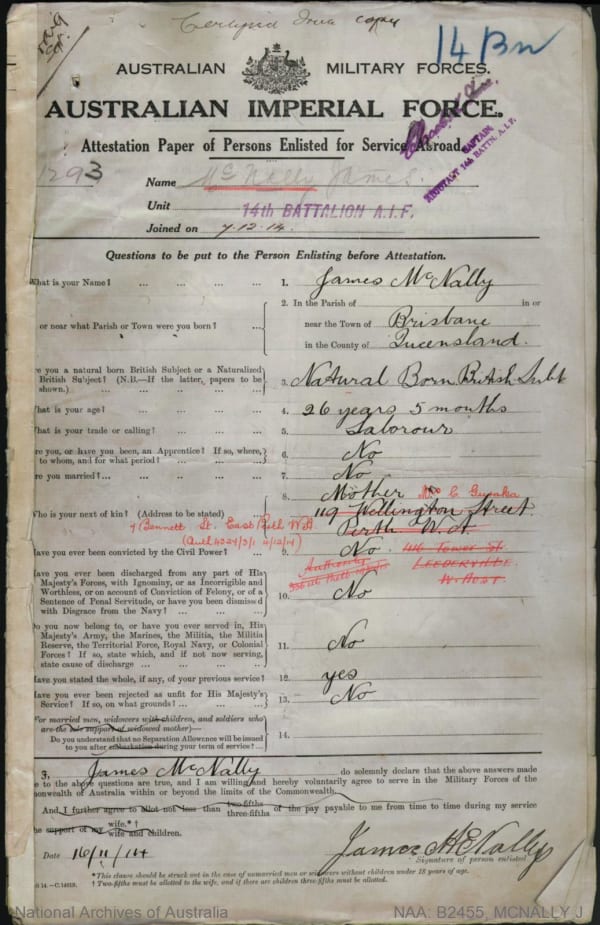 Certified true copy
14 Bn
AUSTRALIAN MILITARY FORCES.
AUSTRALIAN IMPERIAL FORCE.
Attestation Paper of Persons Enlisted for Service Abroad.
CAPTAIN
ADJUTANT 14th BATTN. A.I.F.
1293
Name Mc Nally James.
Unit 14th BATTALION A.I.F.
Joined on 7.12.14.
Questions to be put to the Person Enlisting before Attestation.
What is your Name? ... ... ... ... 1. James McNally
2. In the Parish of in or
or near what Parish or Town were you born? ... near the Town of Brisbane
in the County of Queensland.
re you a natural born British Subject or a Naturalized
British Subject? (N.B.—If the latter, papers to be 3. Natural Born British Subt
shown.) ... ... ... ...
What is your age? ... ... ... ... 4. 26 years 5 months
What is your trade or calling? ... ... ... 5. Laborour
re you, or have you been, an Apprentice? If so, where, 6. No
to whom, and for what period? ... ... ...
re you married?... ... ... ... ... 7. No
8. Mother Mrs C.
Who is your next of kin? (Address to be stated) ... 119 Wellington Street
7 Bennett St. East Perth W.A Perth W.A.
Have you ever been convicted by the Civil Power? ... 9. No. Tower St
Authority LEEDERVILLE
W. AUST
Have you ever been discharged from any part of His
Majesty's Forces, with Ignominy, or as Incorrigible and
Worthless, or on account of Conviction of Felony, or of a 10. No
Sentence of Penal Servitude, or have you been dismissed
with Disgrace from the Navy? ... ... ...
Do you now belong to, or have you ever served in, His
Majesty's Army, the Marines, the Militia, the Militia
Reserve, the Territorial Force, Royal Navy, or Colonial 11. No
Forces? If so, state which, and if not now serving,
state cause of discharge ... ... ... ...
Have you stated the whole, if any, of your previous service? 12. yes
Have you ever been rejected as unfit for His Majesty's 13. No
Service? If so, on what grounds? ... ... ...
(For married men, widowers with children, and soldiers who
are the sole support of widowed mother)—
Do you understand that no Separation Allowance will be issued 14.
to you after embarkation during your term of service? ...
I, James McNally do solemnly declare that the above answers made
e to the above questions are true, and I am willing and hereby voluntarily agree to serve in the Military Forces of the
monwealth of Australia within or beyond the limits of the Commonwealth.
And I further agree to allot not less than two-fifths three-fifths of the pay payable to me from time to time during my service
he support of my wife.* † wife and children.
Date 16/11/14 James McNally
Signature of person enlisted.
*This clause should be struck out in the case of unmarried men or widowers without children under 18 years of age.
† Two-fifths must be allotted to the wife, and if there are children three-fifths must be allotted.
14.—C.14013.
National Archives of Australia NAA: B2455, MCNALLY J